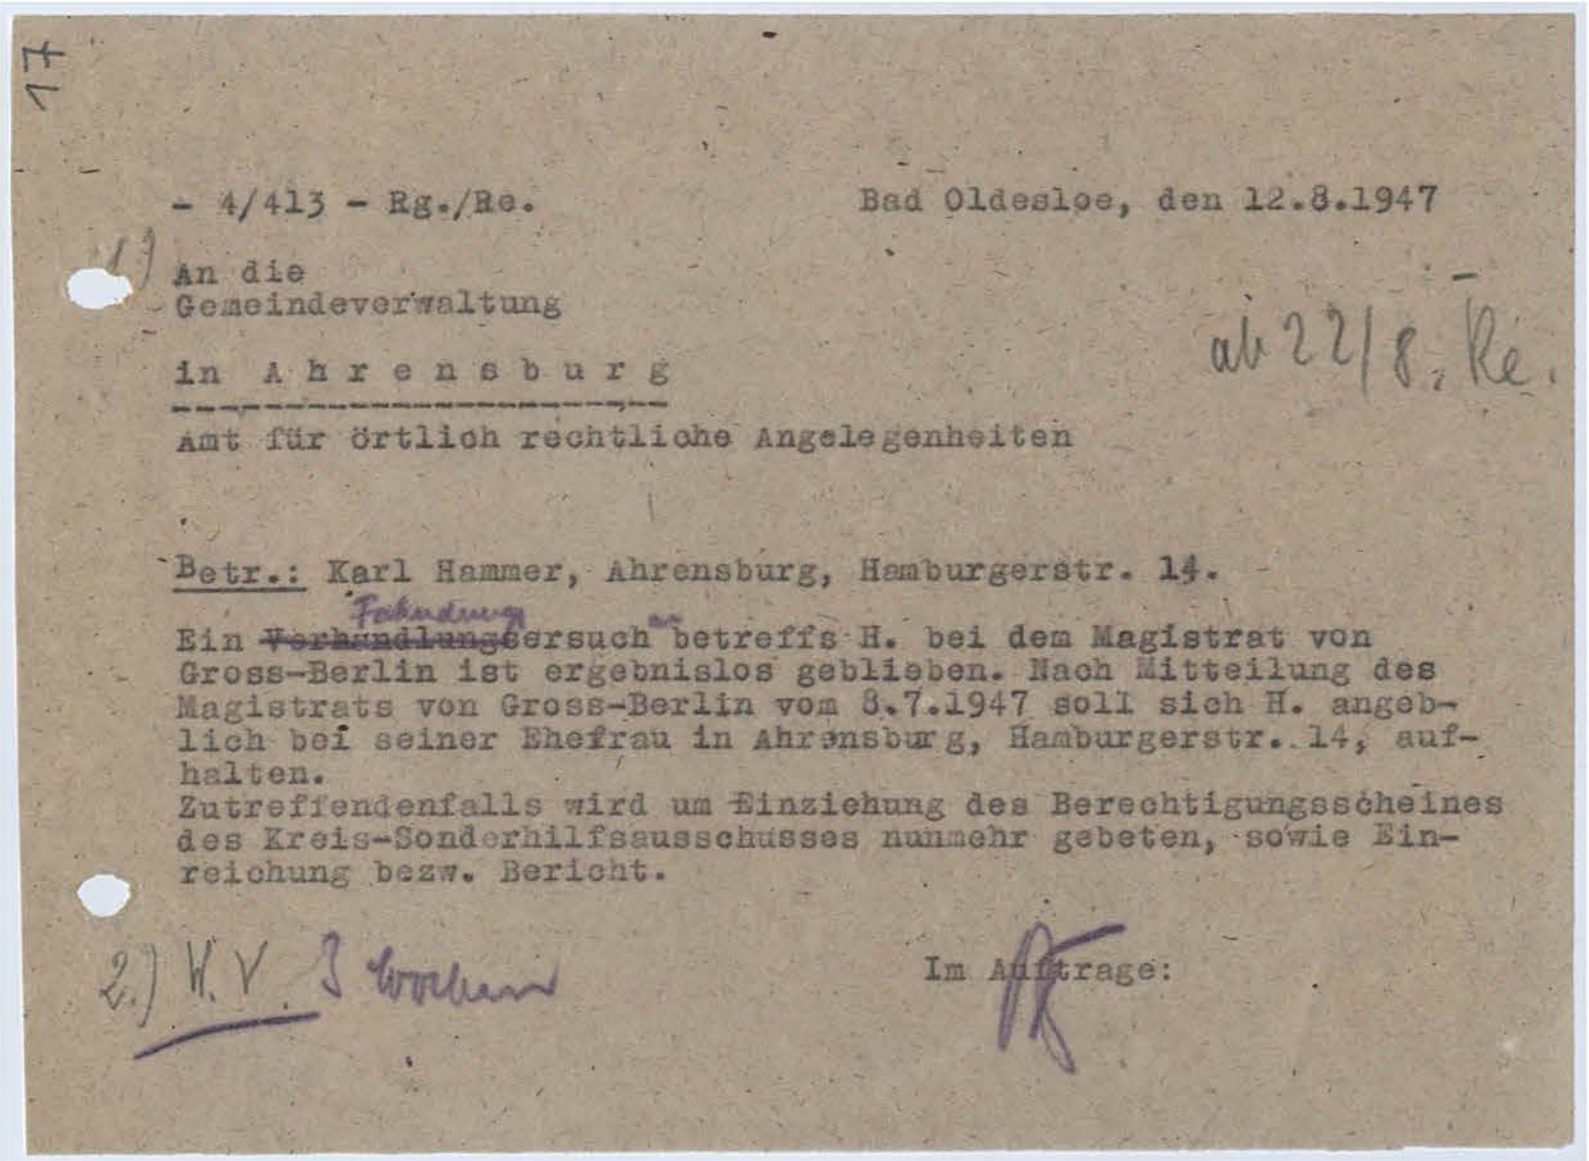 17
- 4/413 - Rg./Re.
Bad Oldesloe, den 12.8.1947
1)
An die
Gemeindeverwaltung
ab 22/8. Re.
in Ahrensburg
Amt für örtlich rechtliche Angelegenheiten
Betr.: Karl Hammer, Ahrensburg, Hamburgerstr. 14.
Fahndungs
Ein Verhandlungsersuchen betreffs H. bei dem Magistrat von
Gross-Berlin ist ergebnislos geblieben. Nach Mitteilung des
Magistrats von Gross-Berlin vom 8.7.1947 soll sich H. angeb-
lich bei seiner Ehefrau in Ahrensburg, Hamburgerstr. 14, auf-
halten.
Zutreffendenfalls wird um Einziehung des Berechtigungsscheines
des Kreis-Sonderhilfsausschusses nunmehr gebeten, sowie Ein-
reichung bezw. Bericht.
2.) W.V. 3 Wochen
Im Auftrage: